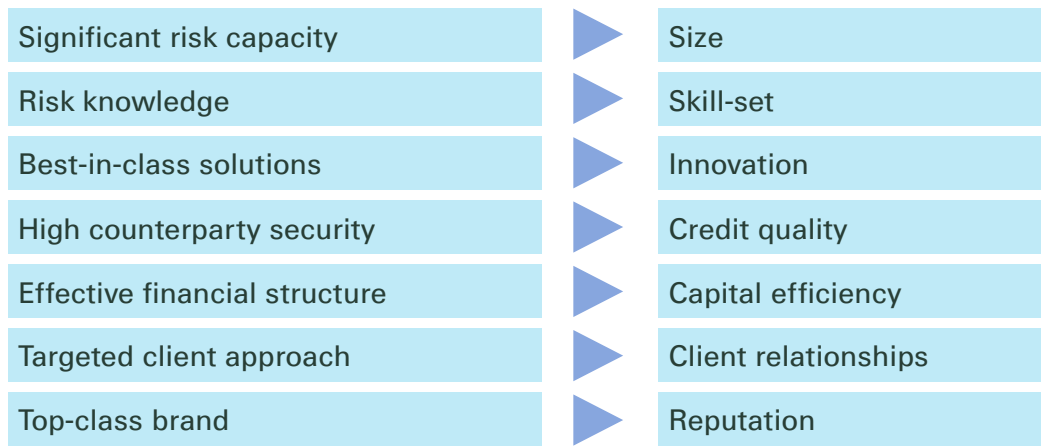 Significant risk capacity Size
Risk knowledge Skill-set
Best-in-class solutions Innovation
High counterparty security Credit quality
Effective financial structure Capital efficiency
Targeted client approach Client relationships
Top-class brand Reputation